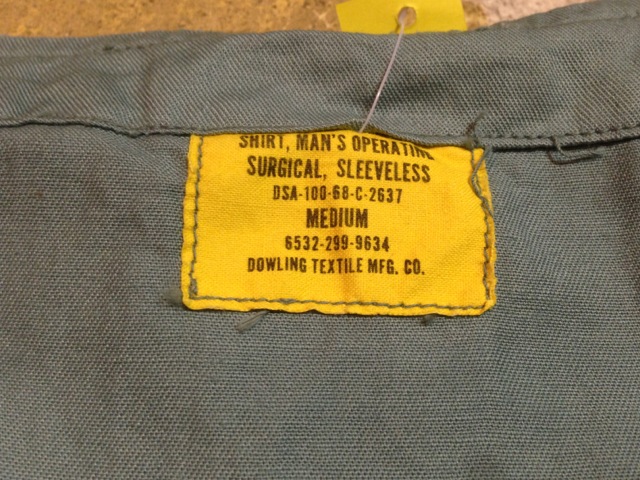 SHIRT, MAN'S OPERATING
SURGICAL, SLEEVELESS
DSA-100-68-C-2637
MEDIUM
6532-299-9634
DOWLING TEXTILE MFG. CO.